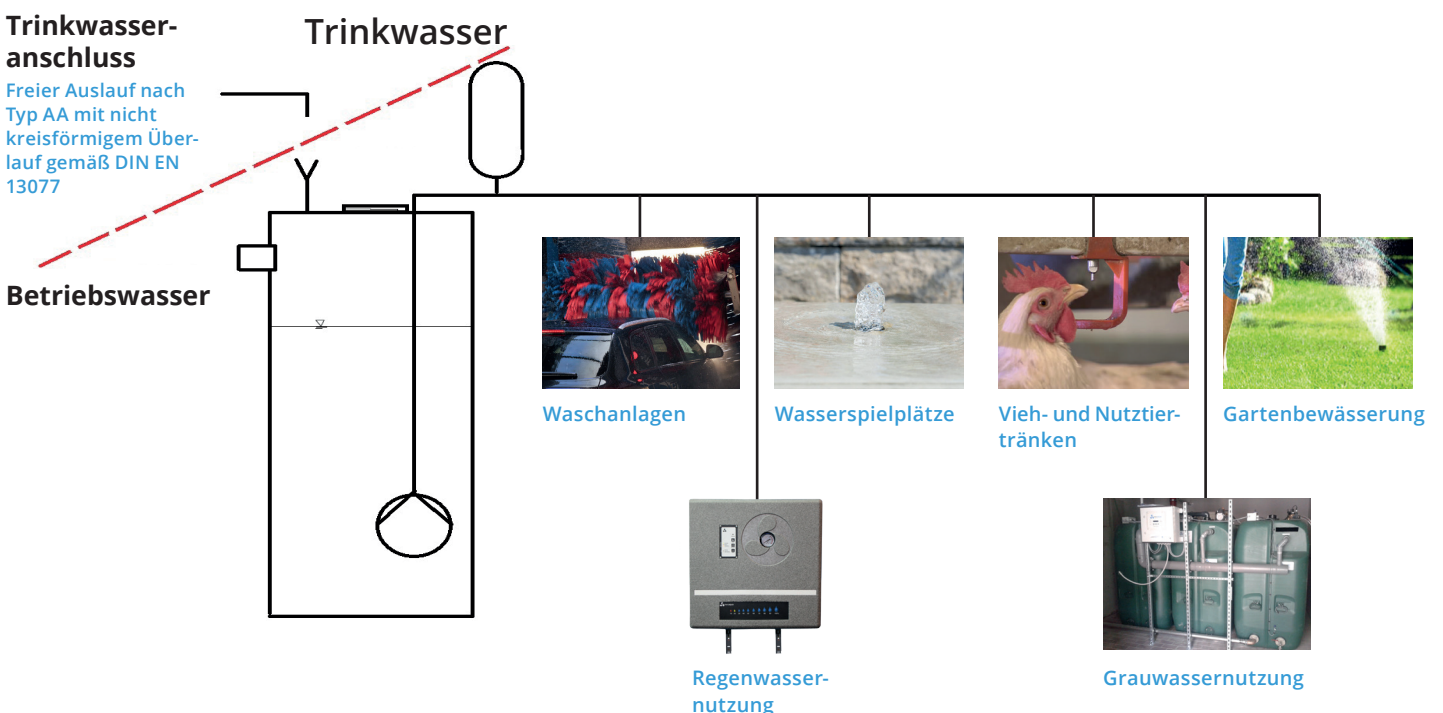 Trinkwasser-
anschluss
Freier Auslauf nach
Typ AA mit nicht
kreisförmigem Über-
lauf gemäß DIN EN
13077
Trinkwasser
Betriebswasser
Waschanlagen
Wasserspielplätze
Vieh- und Nutztier-
tränken
Gartenbewässerung
Regenwasser-
nutzung
Grauwassernutzung